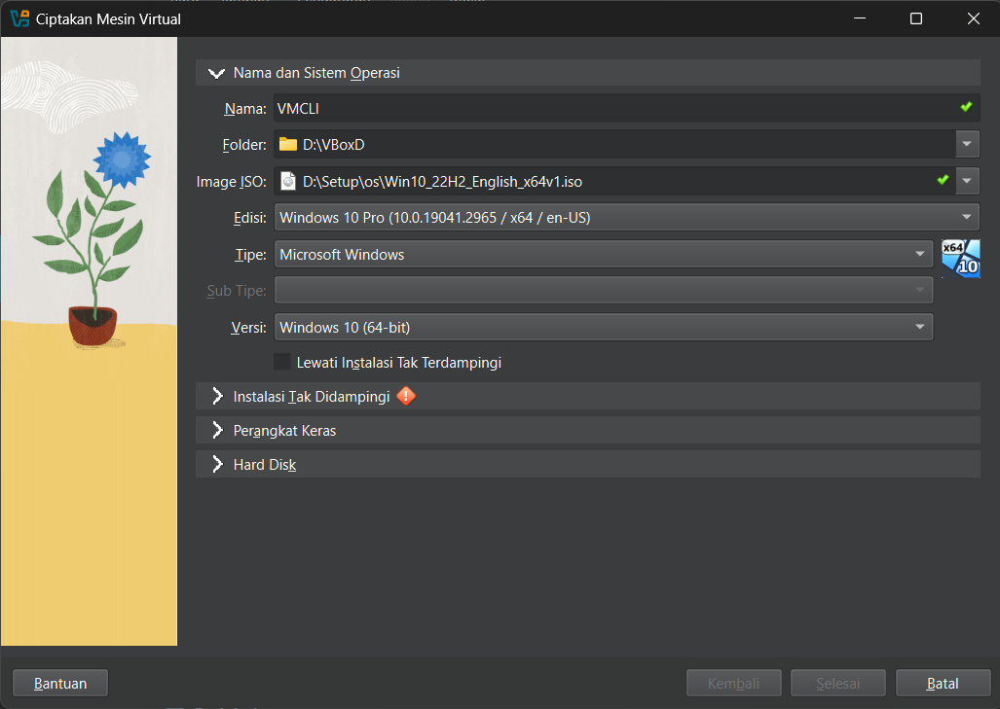 Ciptakan Mesin Virtual
Nama dan Sistem Operasi
Nama: VMCLI
Folder: D:\VBoxD
Image ISO: D:\Setup\os\Win10_22H2_English_x64v1.iso
Edisi: Windows 10 Pro (10.0.19041.2965 / x64 / en-US)
Tipe: Microsoft Windows
x64
10
Sub Tipe:
Versi: Windows 10 (64-bit)
Lewati Instalasi Tak Terdampingi
Instalasi Tak Didampingi
Perangkat Keras
Hard Disk
Bantuan Kembali Selesai Batal